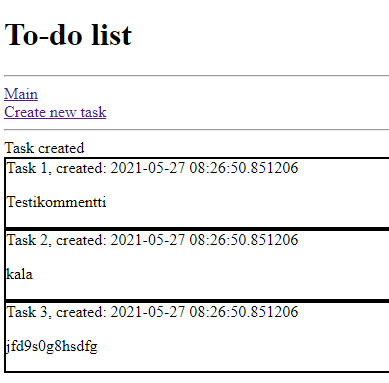 To-do list
Main
Create new task
Task created
Task 1, created: 2021-05-27 08:26:50.851206
Testikommentti
Task 2, created: 2021-05-27 08:26:50.851206
kala
Task 3, created: 2021-05-27 08:26:50.851206
jfd9s0g8hsdfg